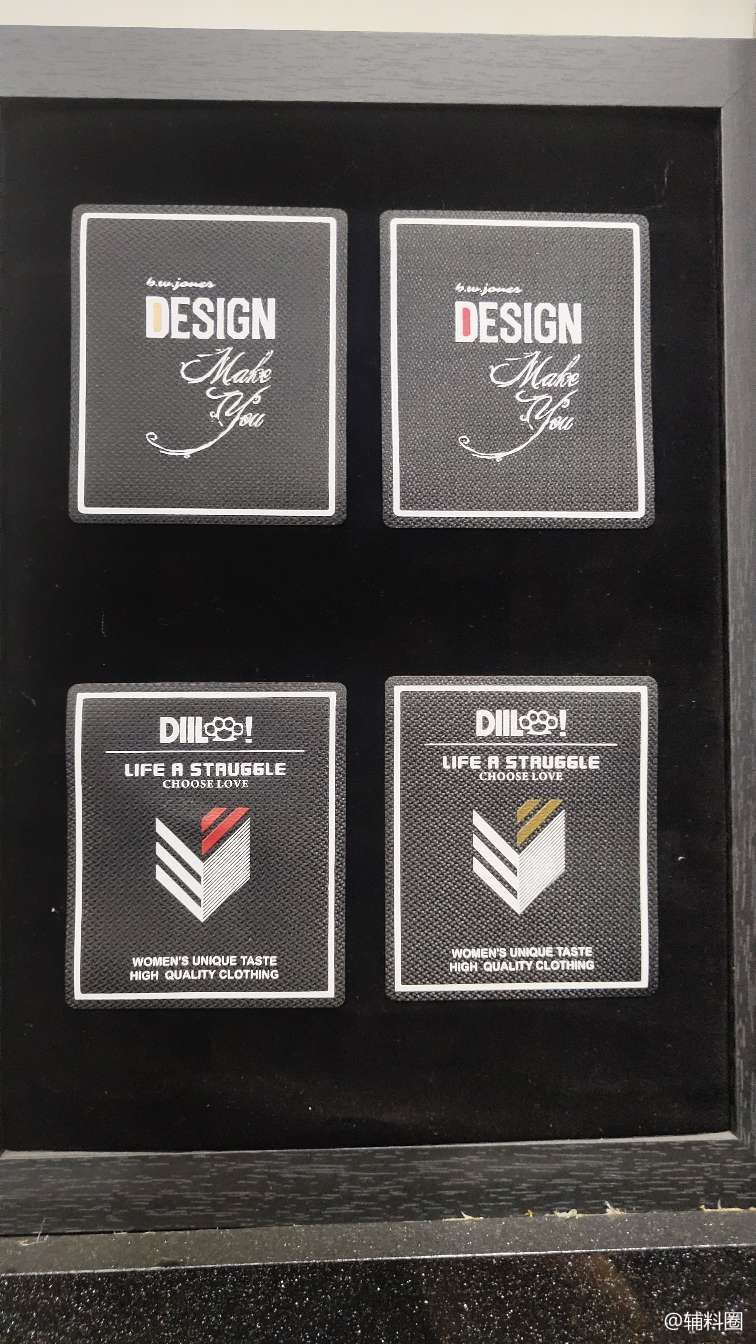 b.w.jones
DESIGN
Make
You
b.w.jones
DESIGN
Make
You
DIIL!
LIFE A STRUGGLE
CHOOSE LOVE
WOMEN'S UNIQUE TASTE
HIGH QUALITY CLOTHING
DIIL!
LIFE A STRUGGLE
CHOOSE LOVE
WOMEN'S UNIQUE TASTE
HIGH QUALITY CLOTHING
@辅料圈